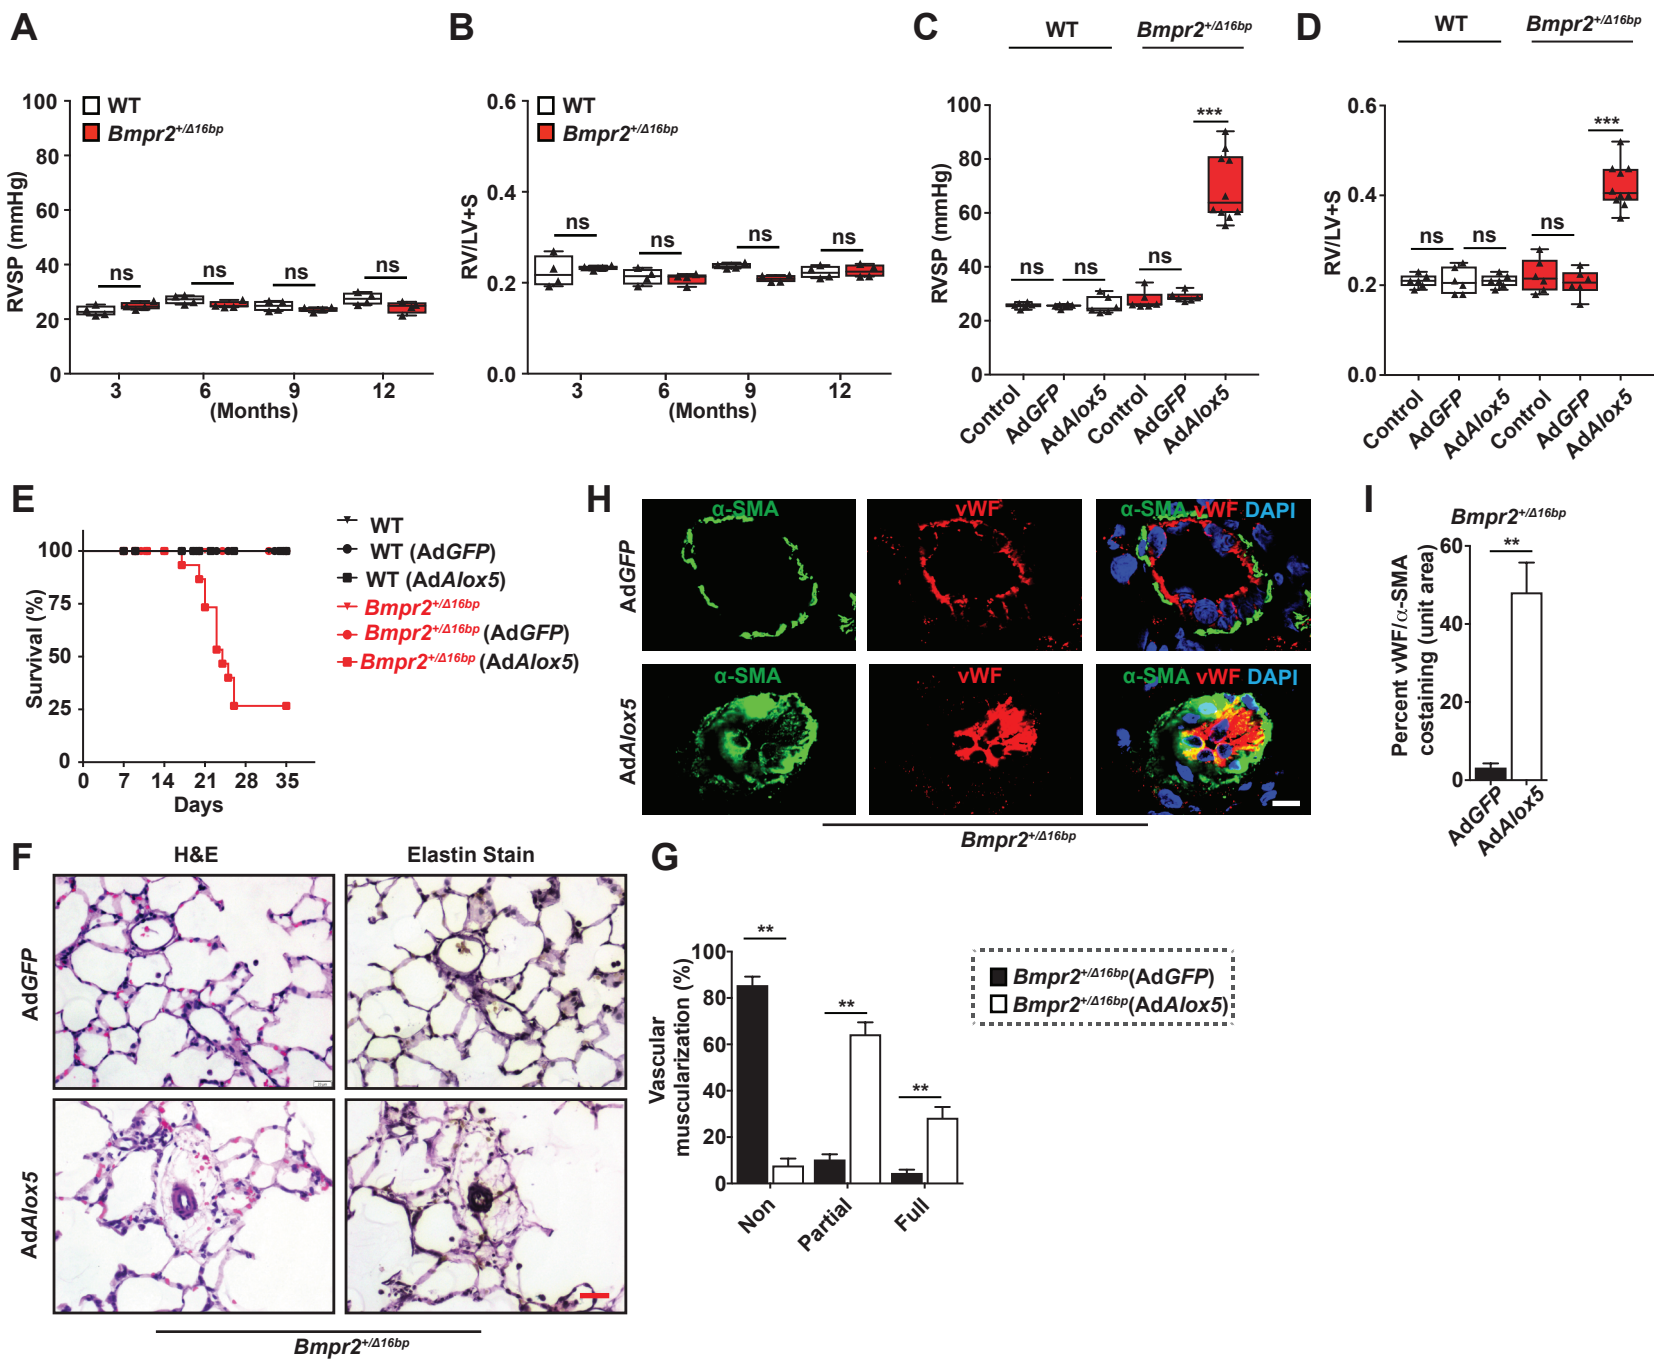 A
WT
Bmpr2+/Δ16bp
RVSP (mmHg)
100
80
60
40
20
0
ns
ns
ns
ns
3
6
9
12
(Months)
B
WT
Bmpr2+/Δ16bp
RV/LV+S
0.6
0.4
0.2
0.0
ns
ns
ns
ns
3
6
9
12
(Months)
C
WT
Bmpr2+/Δ16bp
RVSP (mmHg)
100
80
60
40
20
0
ns
ns
ns
***
Control
AdGFP
AdAlox5
Control
AdGFP
AdAlox5
D
WT
Bmpr2+/Δ16bp
RV/LV+S
0.6
0.4
0.2
0.0
ns
ns
ns
***
Control
AdGFP
AdAlox5
Control
AdGFP
AdAlox5
E
Survival (%)
100
75
50
25
0
0
7
14
21
28
35
Days
WT
WT (AdGFP)
WT (AdAlox5)
Bmpr2+/Δ16bp
Bmpr2+/Δ16bp (AdGFP)
Bmpr2+/Δ16bp (AdAlox5)
H
AdGFP
α-SMA
vWF
α-SMA vWF DAPI
AdAlox5
α-SMA
vWF
α-SMA vWF DAPI
Bmpr2+/Δ16bp
I
Bmpr2+/Δ16bp
Percent vWF/α-SMA
costaining (unit area)
60
40
20
0
**
AdGFP
AdAlox5
F
H&E
Elastin Stain
AdGFP
AdAlox5
Bmpr2+/Δ16bp
G
Vascular
muscularization (%)
100
80
60
40
20
0
**
**
**
Non
Partial
Full
Bmpr2+/Δ16bp(AdGFP)
Bmpr2+/Δ16bp(AdAlox5)